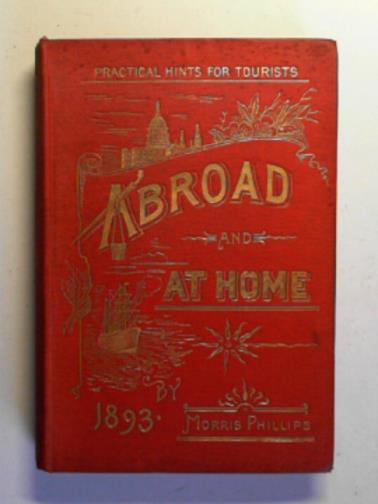 PRACTICAL HINTS FOR TOURISTS
ABROAD
AND
AT HOME
BY
1893.
MORRIS PHILLIPS